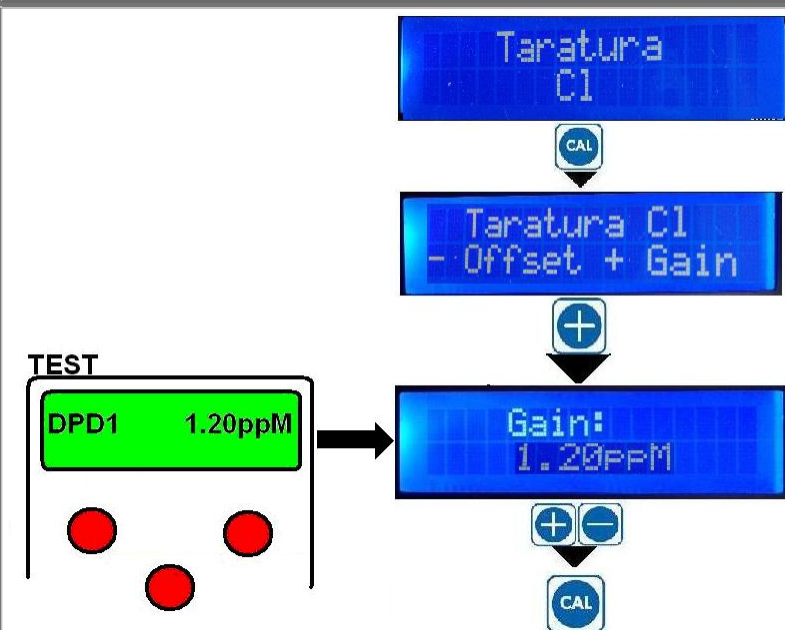 Taratura
Cl
CAL
Taratura Cl
- Offset + Gain
+
TEST
DPD1 1.20ppM
Gain:
1.20ppM
+ -
CAL